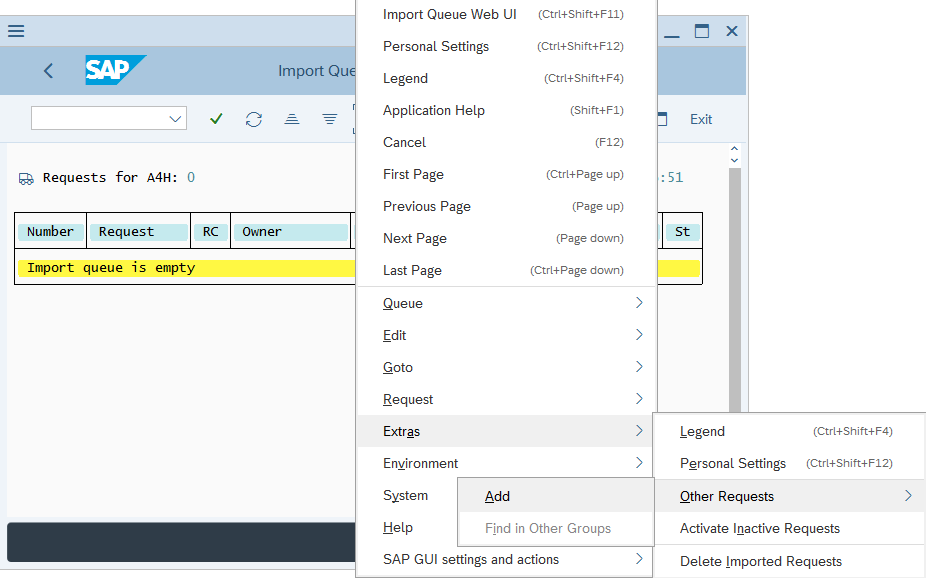 SAP
Import Que
Exit
Requests for A4H: 0
:51
Number Request RC Owner St
Import queue is empty
Import Queue Web UI (Ctrl+Shift+F11)
Personal Settings (Ctrl+Shift+F12)
Legend (Ctrl+Shift+F4)
Application Help (Shift+F1)
Cancel (F12)
First Page (Ctrl+Page up)
Previous Page (Page up)
Next Page (Page down)
Last Page (Ctrl+Page down)
Queue
Edit
Goto
Request
Extras
Environment
System
Help
SAP GUI settings and actions
Legend (Ctrl+Shift+F4)
Personal Settings (Ctrl+Shift+F12)
Other Requests
Activate Inactive Requests
Delete Imported Requests
Add
Find in Other Groups